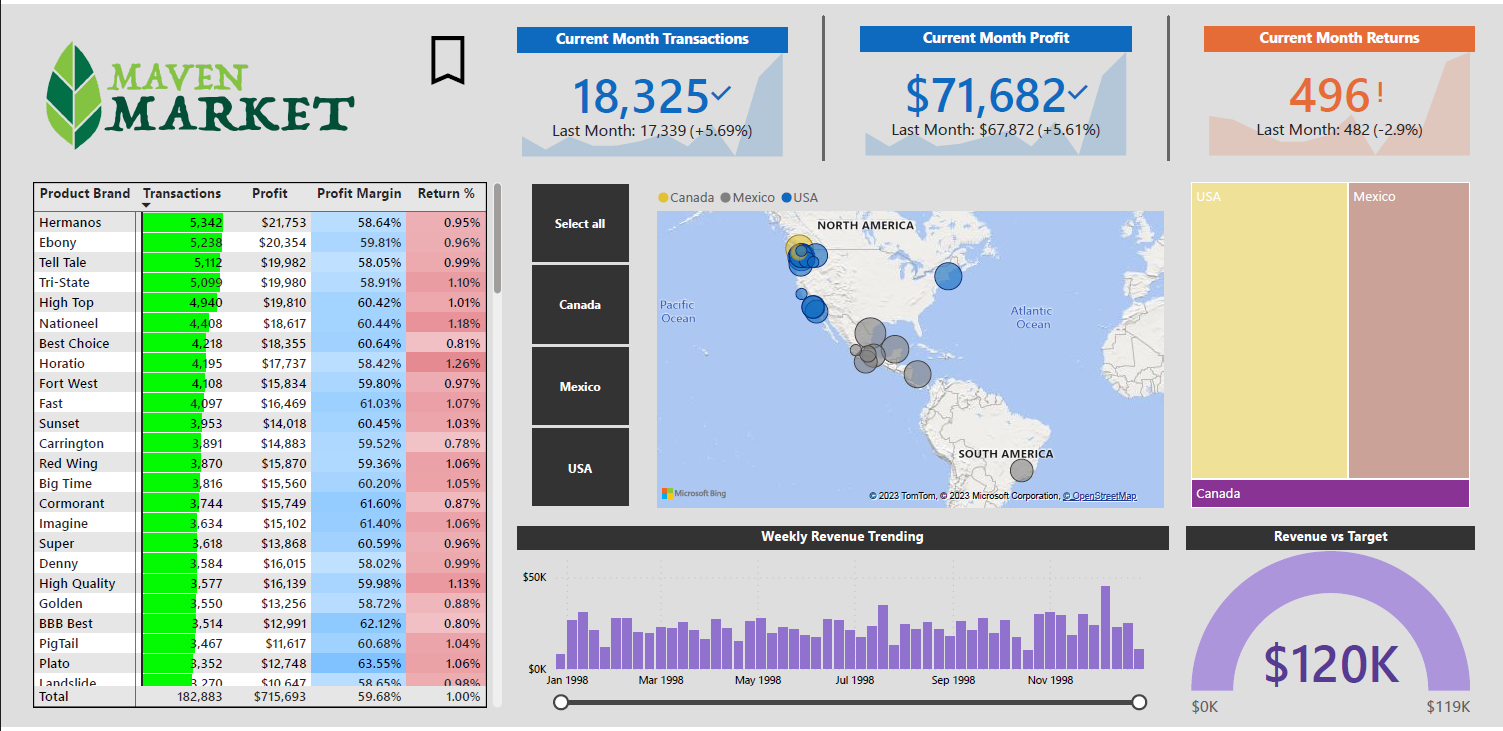 MAVEN
MARKET
Current Month Transactions
18,325
Last Month: 17,339 (+5.69%)
Current Month Profit
$71,682
Last Month: $67,872 (+5.61%)
Current Month Returns
496 !
Last Month: 482 (-2.9%)
Product Brand Transactions Profit Profit Margin Return %
Hermanos 5,342 $21,753 58.64% 0.95%
Ebony 5,238 $20,354 59.81% 0.96%
Tell Tale 5,112 $19,982 58.05% 0.99%
Tri-State 5,099 $19,980 58.91% 1.10%
High Top 4,940 $19,810 60.42% 1.01%
Nationeel 4,408 $18,617 60.44% 1.18%
Best Choice 4,218 $18,355 60.64% 0.81%
Horatio 4,195 $17,737 58.42% 1.26%
Fort West 4,108 $15,834 59.80% 0.97%
Fast 4,097 $16,469 61.03% 1.07%
Sunset 3,953 $14,018 60.45% 1.03%
Carrington 3,891 $14,883 59.52% 0.78%
Red Wing 3,870 $15,870 59.36% 1.06%
Big Time 3,816 $15,560 60.20% 1.05%
Cormorant 3,744 $15,749 61.60% 0.87%
Imagine 3,634 $15,102 61.40% 1.06%
Super 3,618 $13,868 60.59% 0.96%
Denny 3,584 $16,015 58.02% 0.99%
High Quality 3,577 $16,139 59.98% 1.13%
Golden 3,550 $13,256 58.72% 0.88%
BBB Best 3,514 $12,991 62.12% 0.80%
PigTail 3,467 $11,617 60.68% 1.04%
Plato 3,352 $12,748 63.55% 1.06%
Landslide 3,270 $10,647 58.65% 0.98%
Total 182,883 $715,693 59.68% 1.00%
Select all
Canada
Mexico
USA
Canada Mexico USA
NORTH AMERICA
Pacific
Ocean
Atlantic
Ocean
SOUTH AMERICA
Microsoft Bing
© 2023 TomTom, © 2023 Microsoft Corporation, © OpenStreetMap
USA
Mexico
Canada
Weekly Revenue Trending
$50K
$0K
Jan 1998 Mar 1998 May 1998 Jul 1998 Sep 1998 Nov 1998
Revenue vs Target
$120K
$0K
$119K